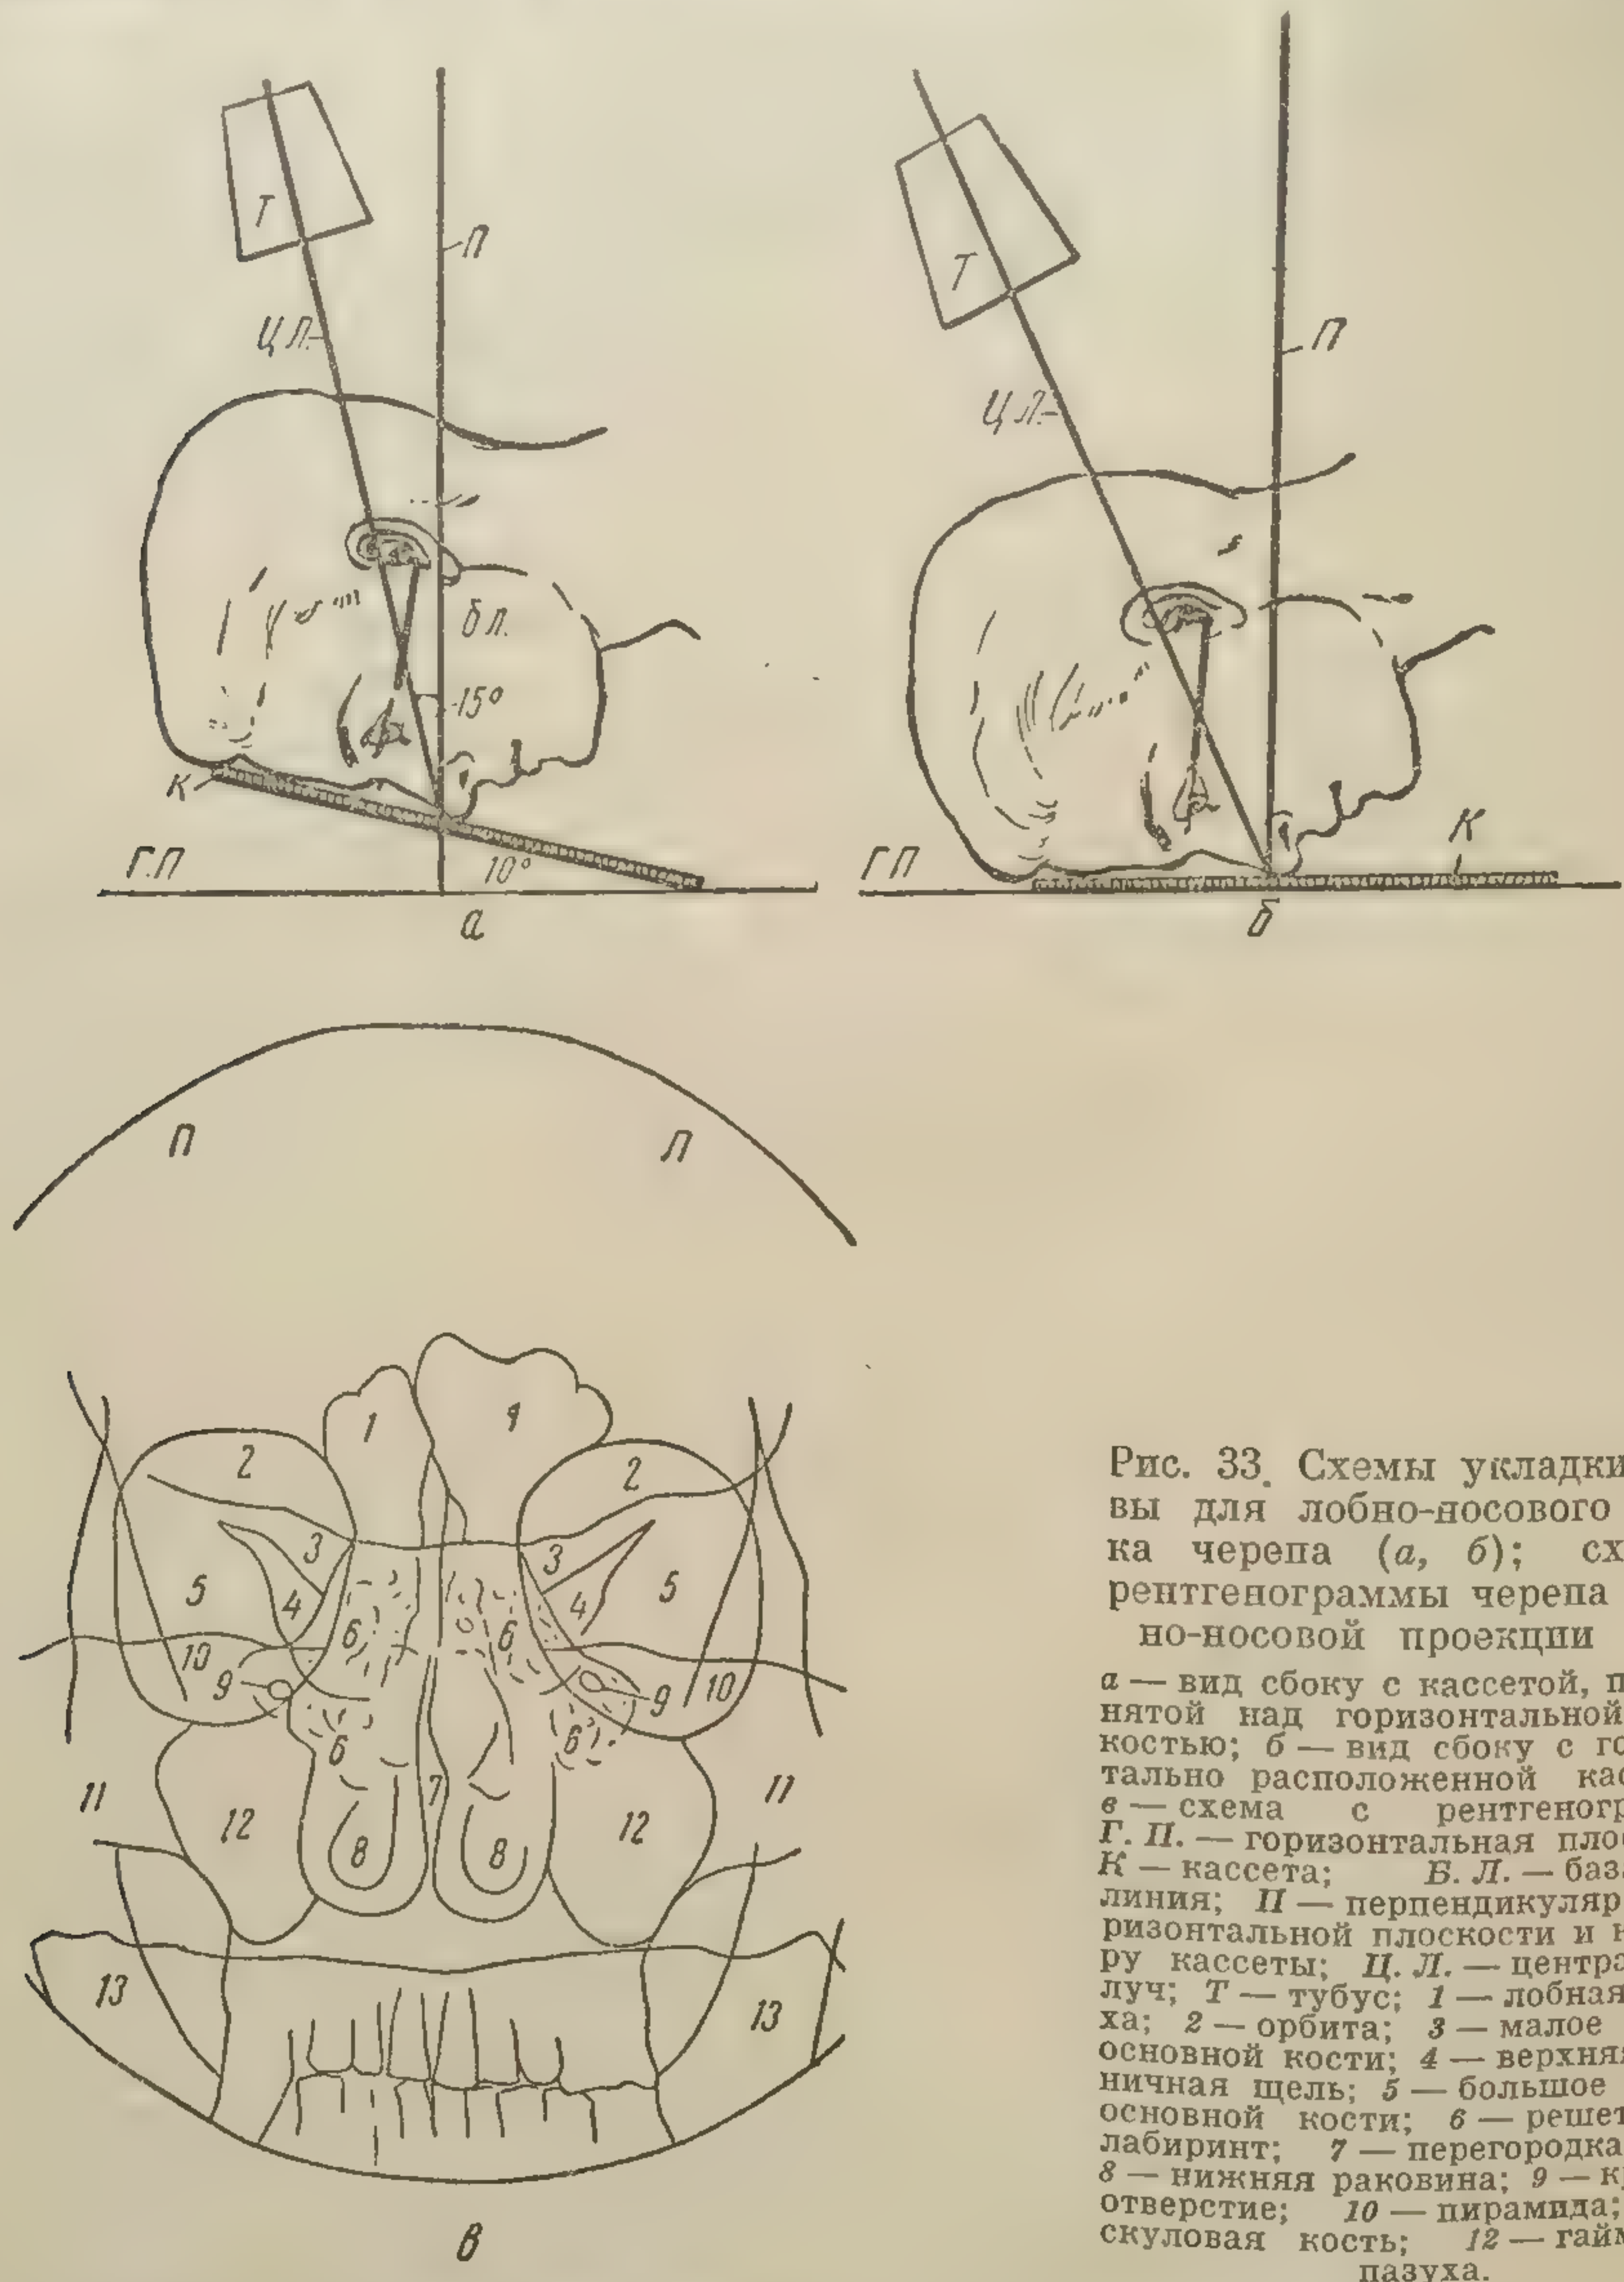 Т
П
Ц Л.
б л.
15°
К
Г.П
10°
а
Т
П
Ц Л.
К
Г П
б
П Л
1 1
2 2
3 3
5 4 4 5
6 6
10 9 9 10
6 6
11 7 11
12 8 8 12
13 13
в
Рис. 33. Схемы укладки
вы для лобно-носового
ка черепа (а, б); сх
рентгенограммы черепа
но-носовой проекции
а — вид сбоку с кассетой, п
нятой над горизонтальной
костью; б — вид сбоку с го
тально расположенной кас
в — схема с рентгеногр
Г. П. — горизонтальная пло
К — кассета; Б. Л. — баз
линия; П — перпендикуляр
ризонтальной плоскости и
ру кассеты; Ц. Л. — центра
луч; Т — тубус; 1 — лобная
ха; 2 — орбита; 3 — малое
основной кости; 4 — верхняя
ничная щель; 5 — большое
основной кости; 6 — решет
лабиринт; 7 — перегородка
8 — нижняя раковина; 9 — к
отверстие; 10 — пирамида;
скуловая кость; 12 — гайм
пазуха.